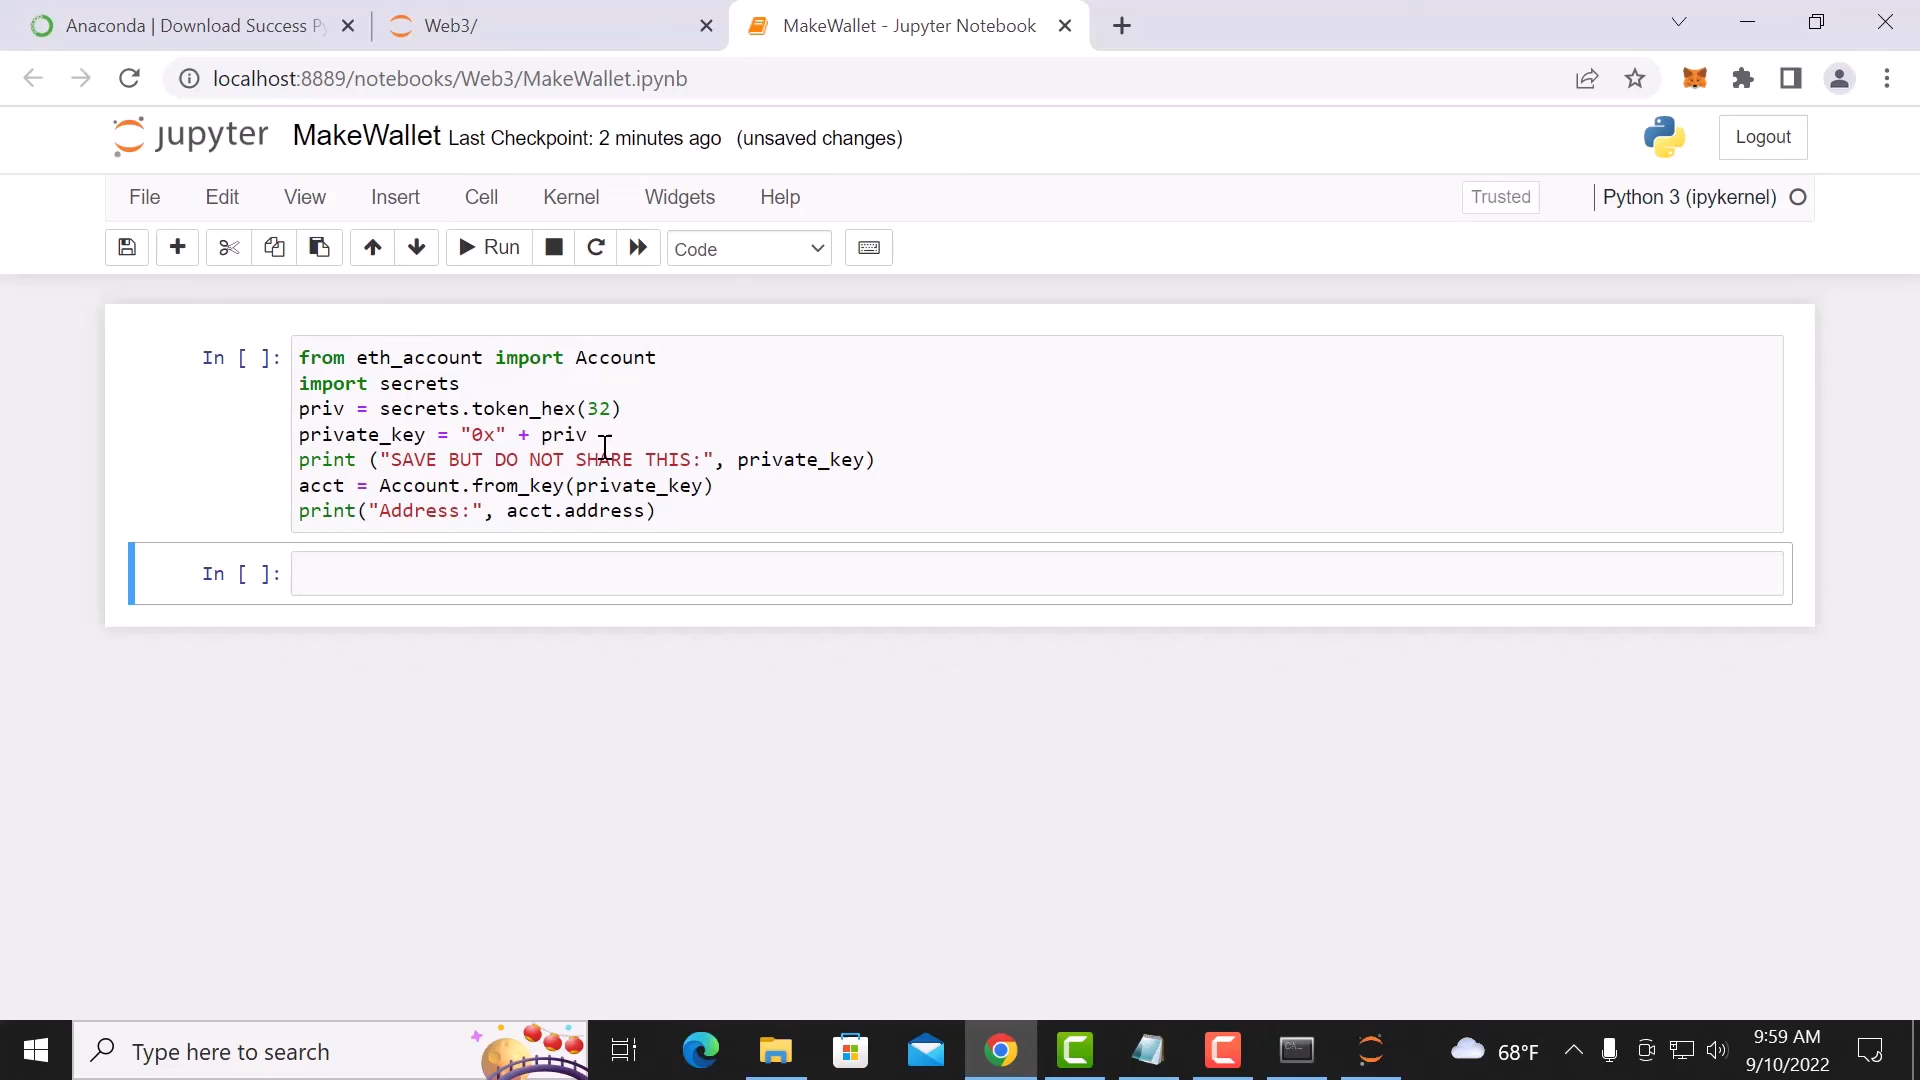 Anaconda | Download Success Py
Web3/
MakeWallet - Jupyter Notebook
localhost:8889/notebooks/Web3/MakeWallet.ipynb
jupyter MakeWallet Last Checkpoint: 2 minutes ago (unsaved changes)
Logout
File Edit View Insert Cell Kernel Widgets Help
Trusted
Python 3 (ipykernel)
Run
Code
In [ ]:
from eth_account import Account
import secrets
priv = secrets.token_hex(32)
private_key = "0x" + priv
print ("SAVE BUT DO NOT SHARE THIS:", private_key)
acct = Account.from_key(private_key)
print("Address:", acct.address)
In [ ]:
Type here to search
68°F
9:59 AM
9/10/2022